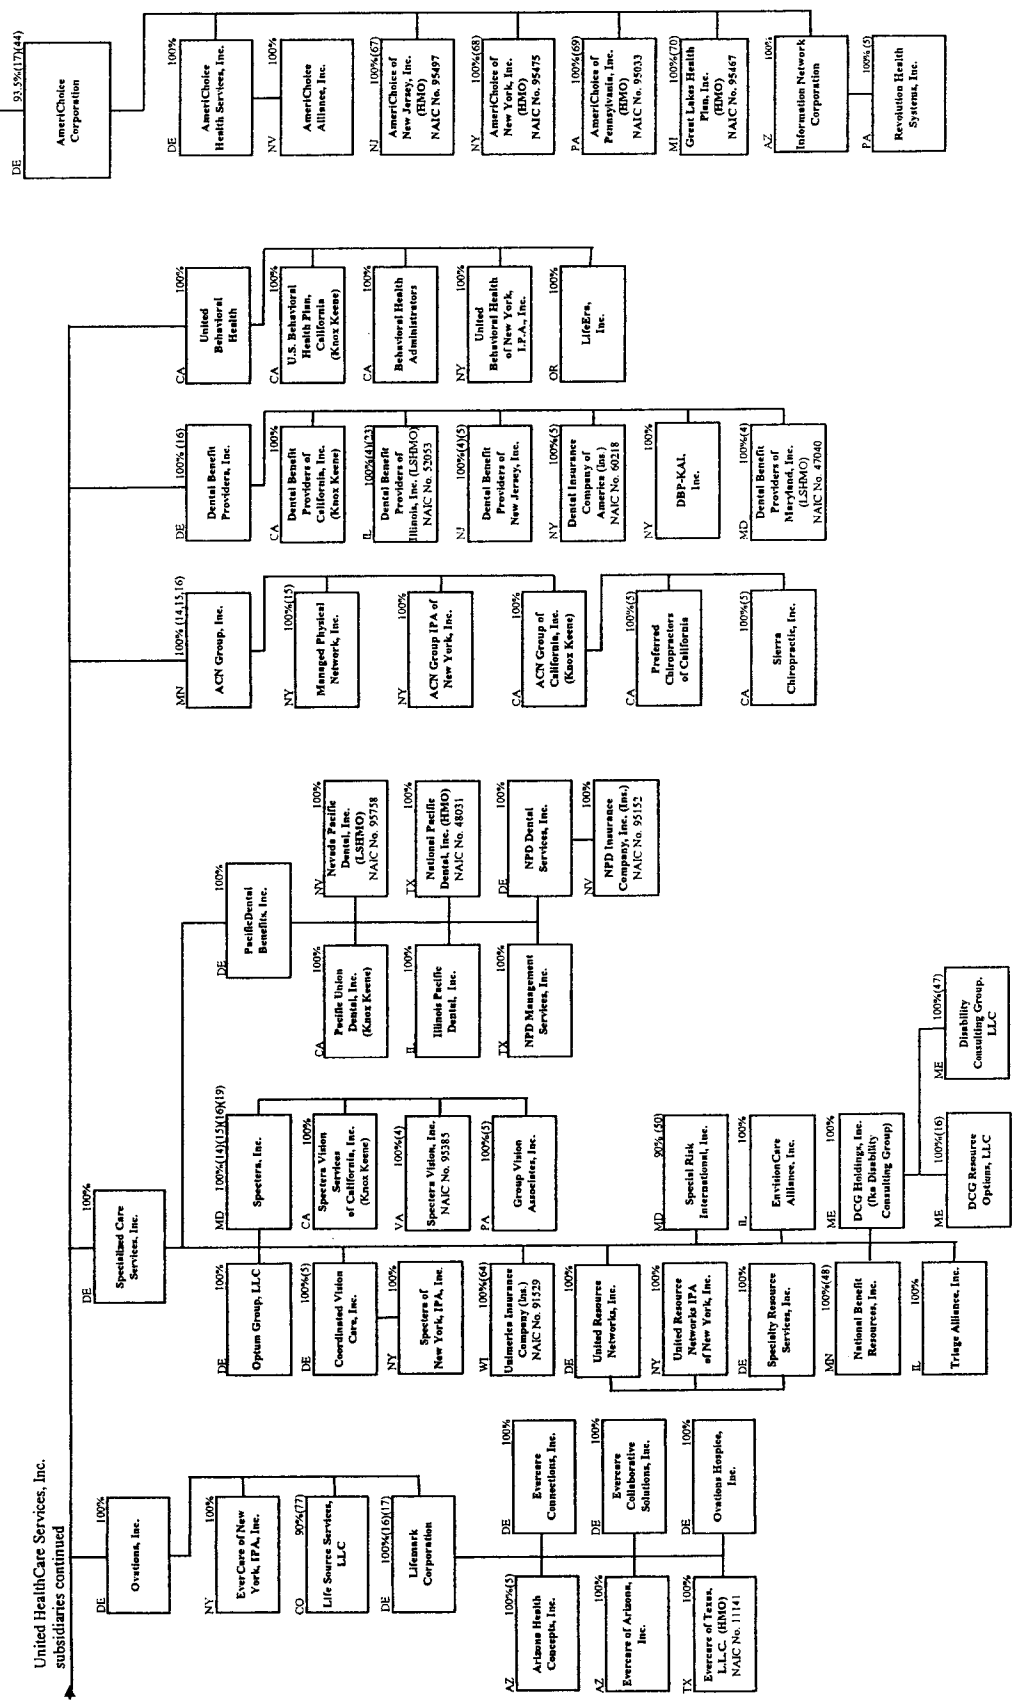 United HealthCare Services, Inc.
subsidiaries continued
DE 100%
Ovations, Inc.
NY 100%
EverCare of New
York, IPA, Inc.
CO 90%(77)
Life Source Services,
LLC
DE 100%(16)(17)
Lifemark
Corporation
AZ 100%(5)
Arizona Health
Concepts, Inc.
DE 100%
Evercare
Connections, Inc.
AZ 100%
Evercare of Arizona,
Inc.
DE 100%
Evercare
Collaborative
Solutions, Inc.
TX 100%
Evercare of Texas,
L.L.C. (HMO)
NAIC No. 11141
DE 100%
Ovations Hospice,
Inc.
DE 100%
Specialized Care
Services, Inc.
DE 100%
Optum Group, LLC
DE 100%(5)
Coordinated Vision
Care, Inc.
NY 100%
Spectera of
New York, IPA, Inc.
WI 100%(64)
Unimerica Insurance
Company (Ins.)
NAIC No. 91529
DE 100%
United Resource
Networks, Inc.
NY 100%
United Resource
Networks IPA
of New York, Inc.
DE 100%
Specialty Resource
Services, Inc.
MN 100%(48)
National Benefit
Resources, Inc.
IL 100%
Triage Alliance, Inc.
MD 100%(14)(15)(16)(19)
Spectera, Inc.
CA 100%
Spectera Vision
Services
of California, Inc.
(Knox Keene)
VA 100%(4)
Spectera Vision, Inc.
NAIC No. 95385
PA 100%(5)
Group Vision
Associates, Inc.
MD 90% (50)
Special Risk
International, Inc.
IL 100%
EnvisionCare
Alliance, Inc.
ME 100%
DCG Holdings, Inc.
(fka Disability
Consulting Group)
ME 100%(16)
DCG Resource
Options, LLC
ME 100%(47)
Disability
Consulting Group,
LLC
DE 100%
PacificDental
Benefits, Inc.
CA 100%
Pacific Union
Dental, Inc.
(Knox Keene)
NV 100%
Nevada Pacific
Dental, Inc.
(LSHMO)
NAIC No. 95758
IL 100%
Illinois Pacific
Dental, Inc.
TX 100%
National Pacific
Dental, Inc. (HMO)
NAIC No. 48031
TX 100%
NPD Management
Services, Inc.
DE 100%
NPD Dental
Services, Inc.
NV 100%
NPD Insurance
Company, Inc. (Ins.)
NAIC No. 95152
MN 100% (14,15,16)
ACN Group, Inc.
NY 100%(15)
Managed Physical
Network, Inc.
NY 100%
ACN Group IPA of
New York, Inc.
CA 100%
ACN Group of
California, Inc.
(Knox Keene)
CA 100%(5)
Preferred
Chiropractors
of California
CA 100%(5)
Sierra
Chiropractic, Inc.
DE 100% (16)
Dental Benefit
Providers, Inc.
CA 100%
Dental Benefit
Providers of
California, Inc.
(Knox Keene)
IL 100%(4)(23)
Dental Benefit
Providers of
Illinois, Inc. (LSHMO)
NAIC No. 52053
NJ 100%(4)(5)
Dental Benefit
Providers of
New Jersey, Inc.
NY 100%(5)
Dental Insurance
Company of
America (Ins.)
NAIC No. 60218
NY 100%
DBP-KAI,
Inc.
MD 100%(4)
Dental Benefit
Providers of
Maryland, Inc.
(LSHMO)
NAIC No. 47040
CA 100%
United
Behavioral
Health
CA 100%
U.S. Behavioral
Health Plan,
California
(Knox Keene)
CA 100%
Behavioral Health
Administrators
NY 100%
United
Behavioral Health
of New York,
I.P.A., Inc.
OR 100%
LifeEra,
Inc.
DE 93.5%(17)(44)
AmeriChoice
Corporation
DE 100%
AmeriChoice
Health Services, Inc.
NV 100%
AmeriChoice
Alliance, Inc.
NJ 100%(67)
AmeriChoice of
New Jersey, Inc.
(HMO)
NAIC No. 95497
NY 100%(68)
AmeriChoice of
New York, Inc.
(HMO)
NAIC No. 95475
PA 100%(69)
AmeriChoice of
Pennsylvania, Inc.
(HMO)
NAIC No. 95033
MI 100%(70)
Great Lakes Health
Plan, Inc.
(HMO)
NAIC No. 95467
AZ 100%
Information Network
Corporation
PA 100% (5)
Revolution Health
Systems, Inc.